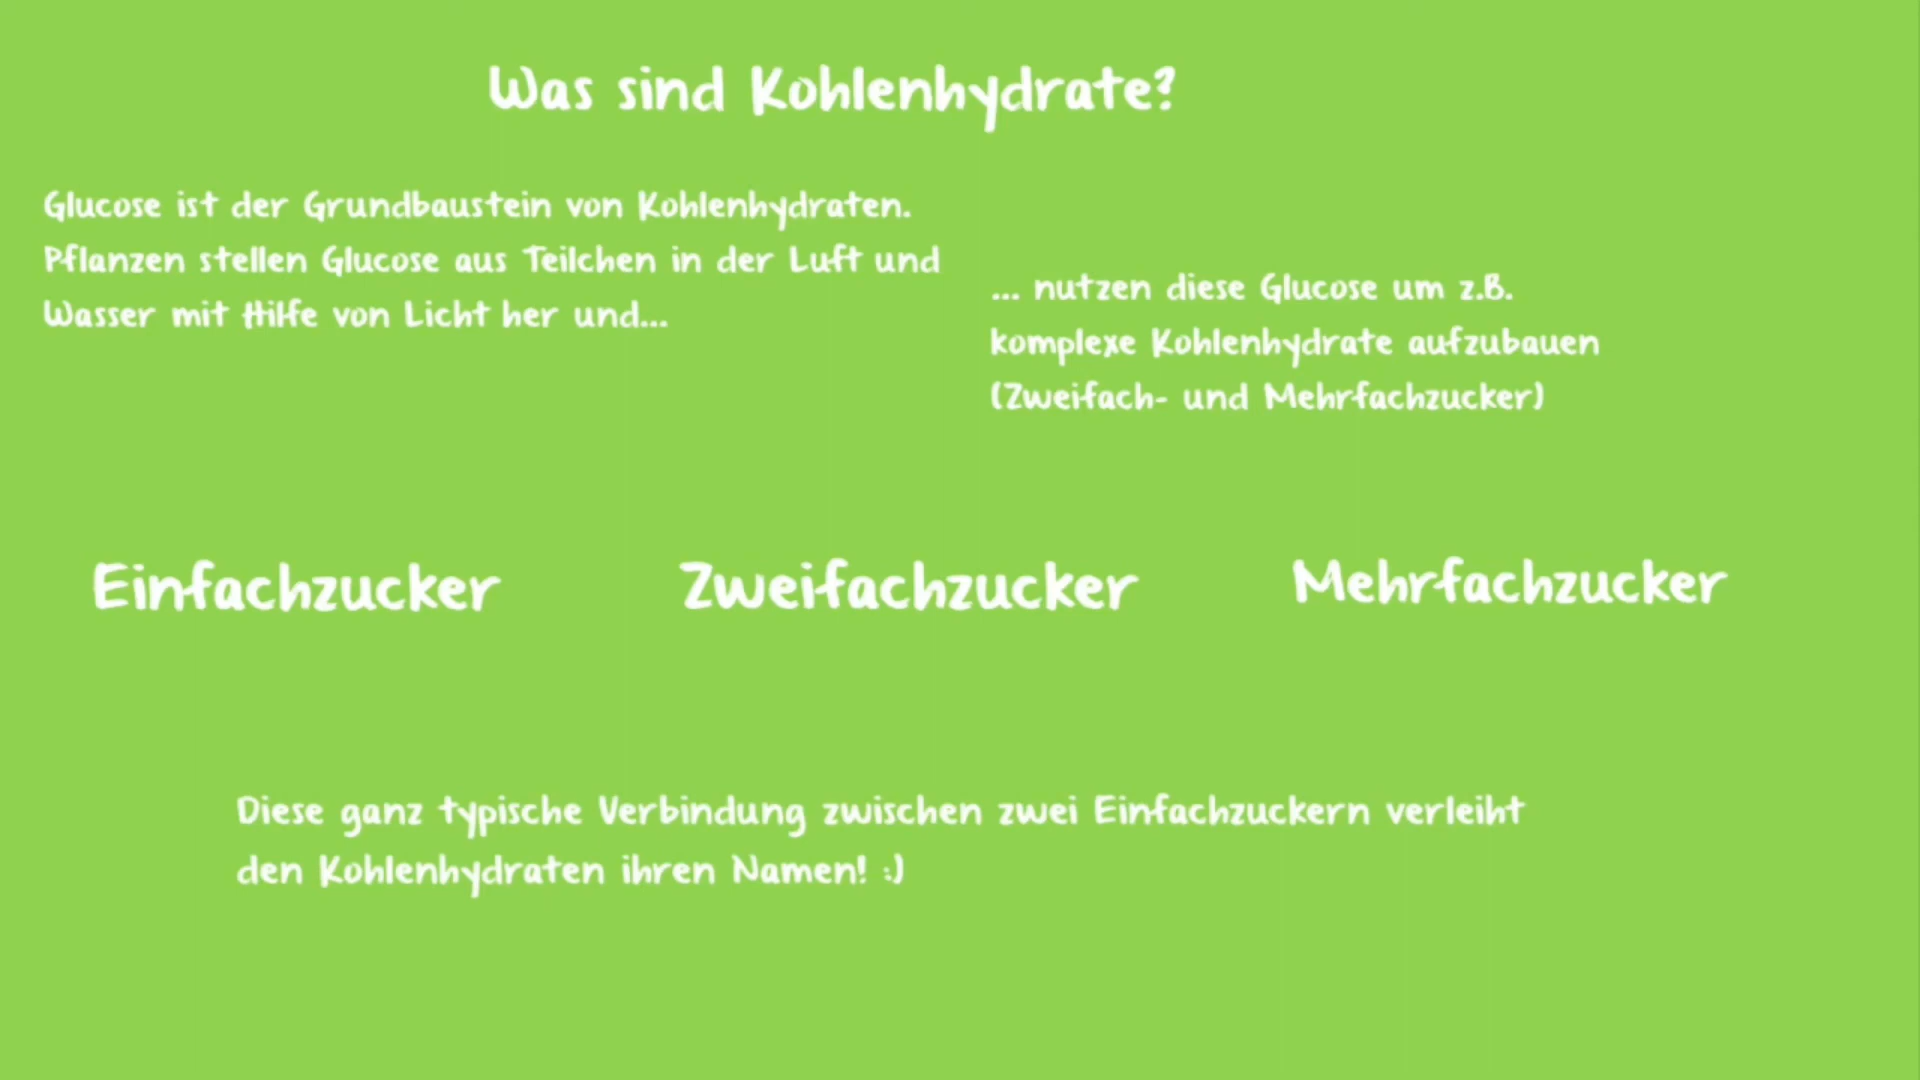 Was sind Kohlenhydrate?
Glucose ist der Grundbaustein von Kohlenhydraten.
Pflanzen stellen Glucose aus Teilchen in der Luft und
Wasser mit Hilfe von Licht her und...
... nutzen diese Glucose um z.B.
komplexe Kohlenhydrate aufzubauen
(Zweifach- und Mehrfachzucker)
Einfachzucker
Zweifachzucker
Mehrfachzucker
Diese ganz typische Verbindung zwischen zwei Einfachzuckern verleiht
den Kohlenhydraten ihren Namen! :)